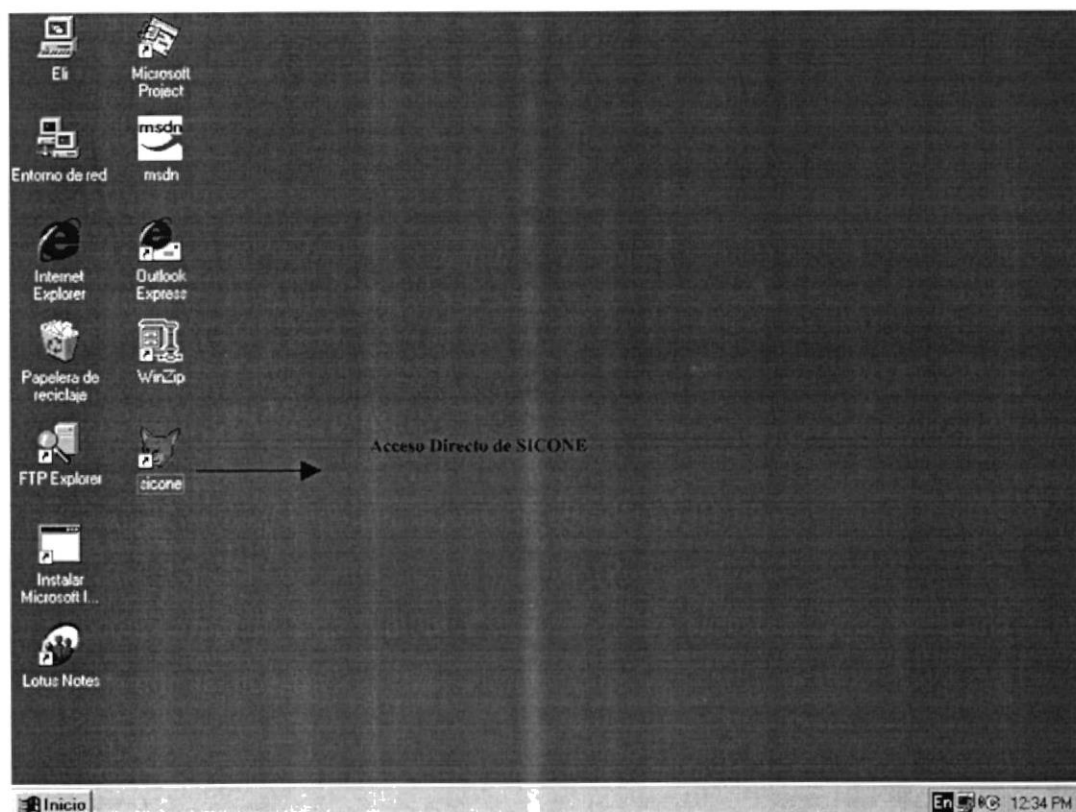 Eli
Microsoft
Project
Entorno de red
msdn
msdn
Internet
Explorer
Outlook
Express
Papelera de
reciclaje
WinZip
FTP Explorer
sicone
Acceso Directo de SICONE
Instalar
Microsoft I...
Lotus Notes
Inicio
En
12:34 PM